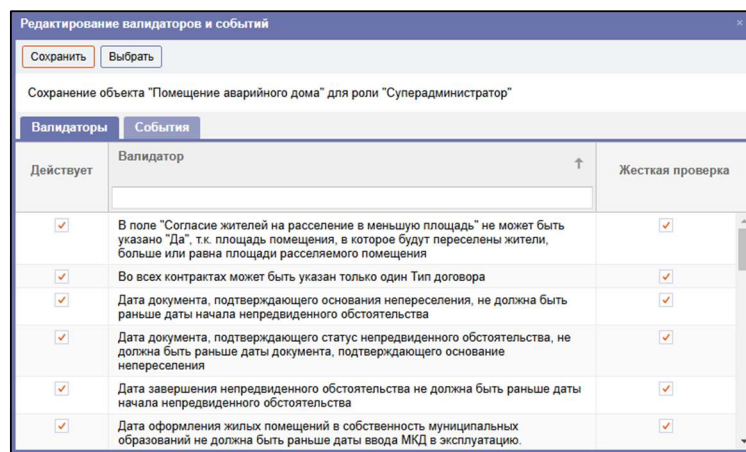 Редактирование валидаторов и событий
Сохранить Выбрать
Сохранение объекта "Помещение аварийного дома" для роли "Суперадминистратор"
Валидаторы События
Действует Валидатор Жесткая проверка
В поле "Согласие жителей на расселение в меньшую площадь" не может быть
указано "Да", т.к. площадь помещения, в которое будут переселены жители,
больше или равна площади расселяемого помещения
Во всех контрактах может быть указан только один Тип договора
Дата документа, подтверждающего основания непереселения, не должна быть
раньше даты начала непредвиденного обстоятельства
Дата документа, подтверждающего статус непредвиденного обстоятельства, не
должна быть раньше даты документа, подтверждающего основание
непереселения
Дата завершения непредвиденного обстоятельства не должна быть раньше даты
начала непредвиденного обстоятельства
Дата оформления жилых помещений в собственность муниципальных
образований не должна быть раньше даты ввода МКД в эксплуатацию.